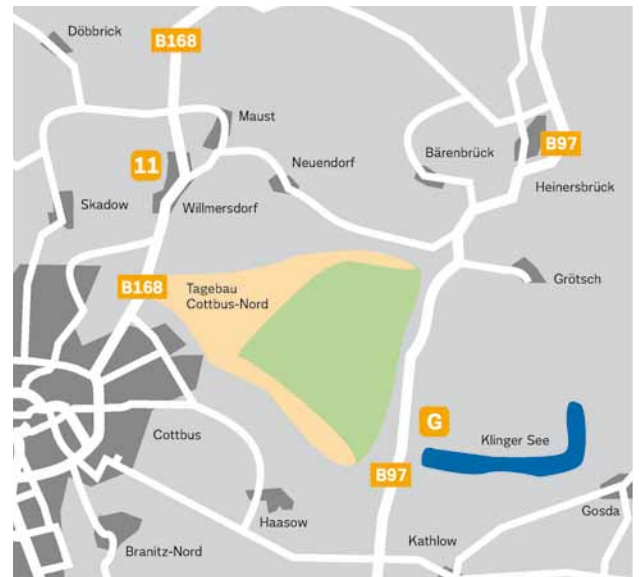 Döbbrick
B168
Maust
11
Neuendorf
Bärenbrück
B97
Skadow
Willmersdorf
Heinersbrück
B168
Tagebau
Cottbus-Nord
Grötsch
G
Cottbus
Klinger See
B97
Haasow
Gosda
Branitz-Nord
Kathlow